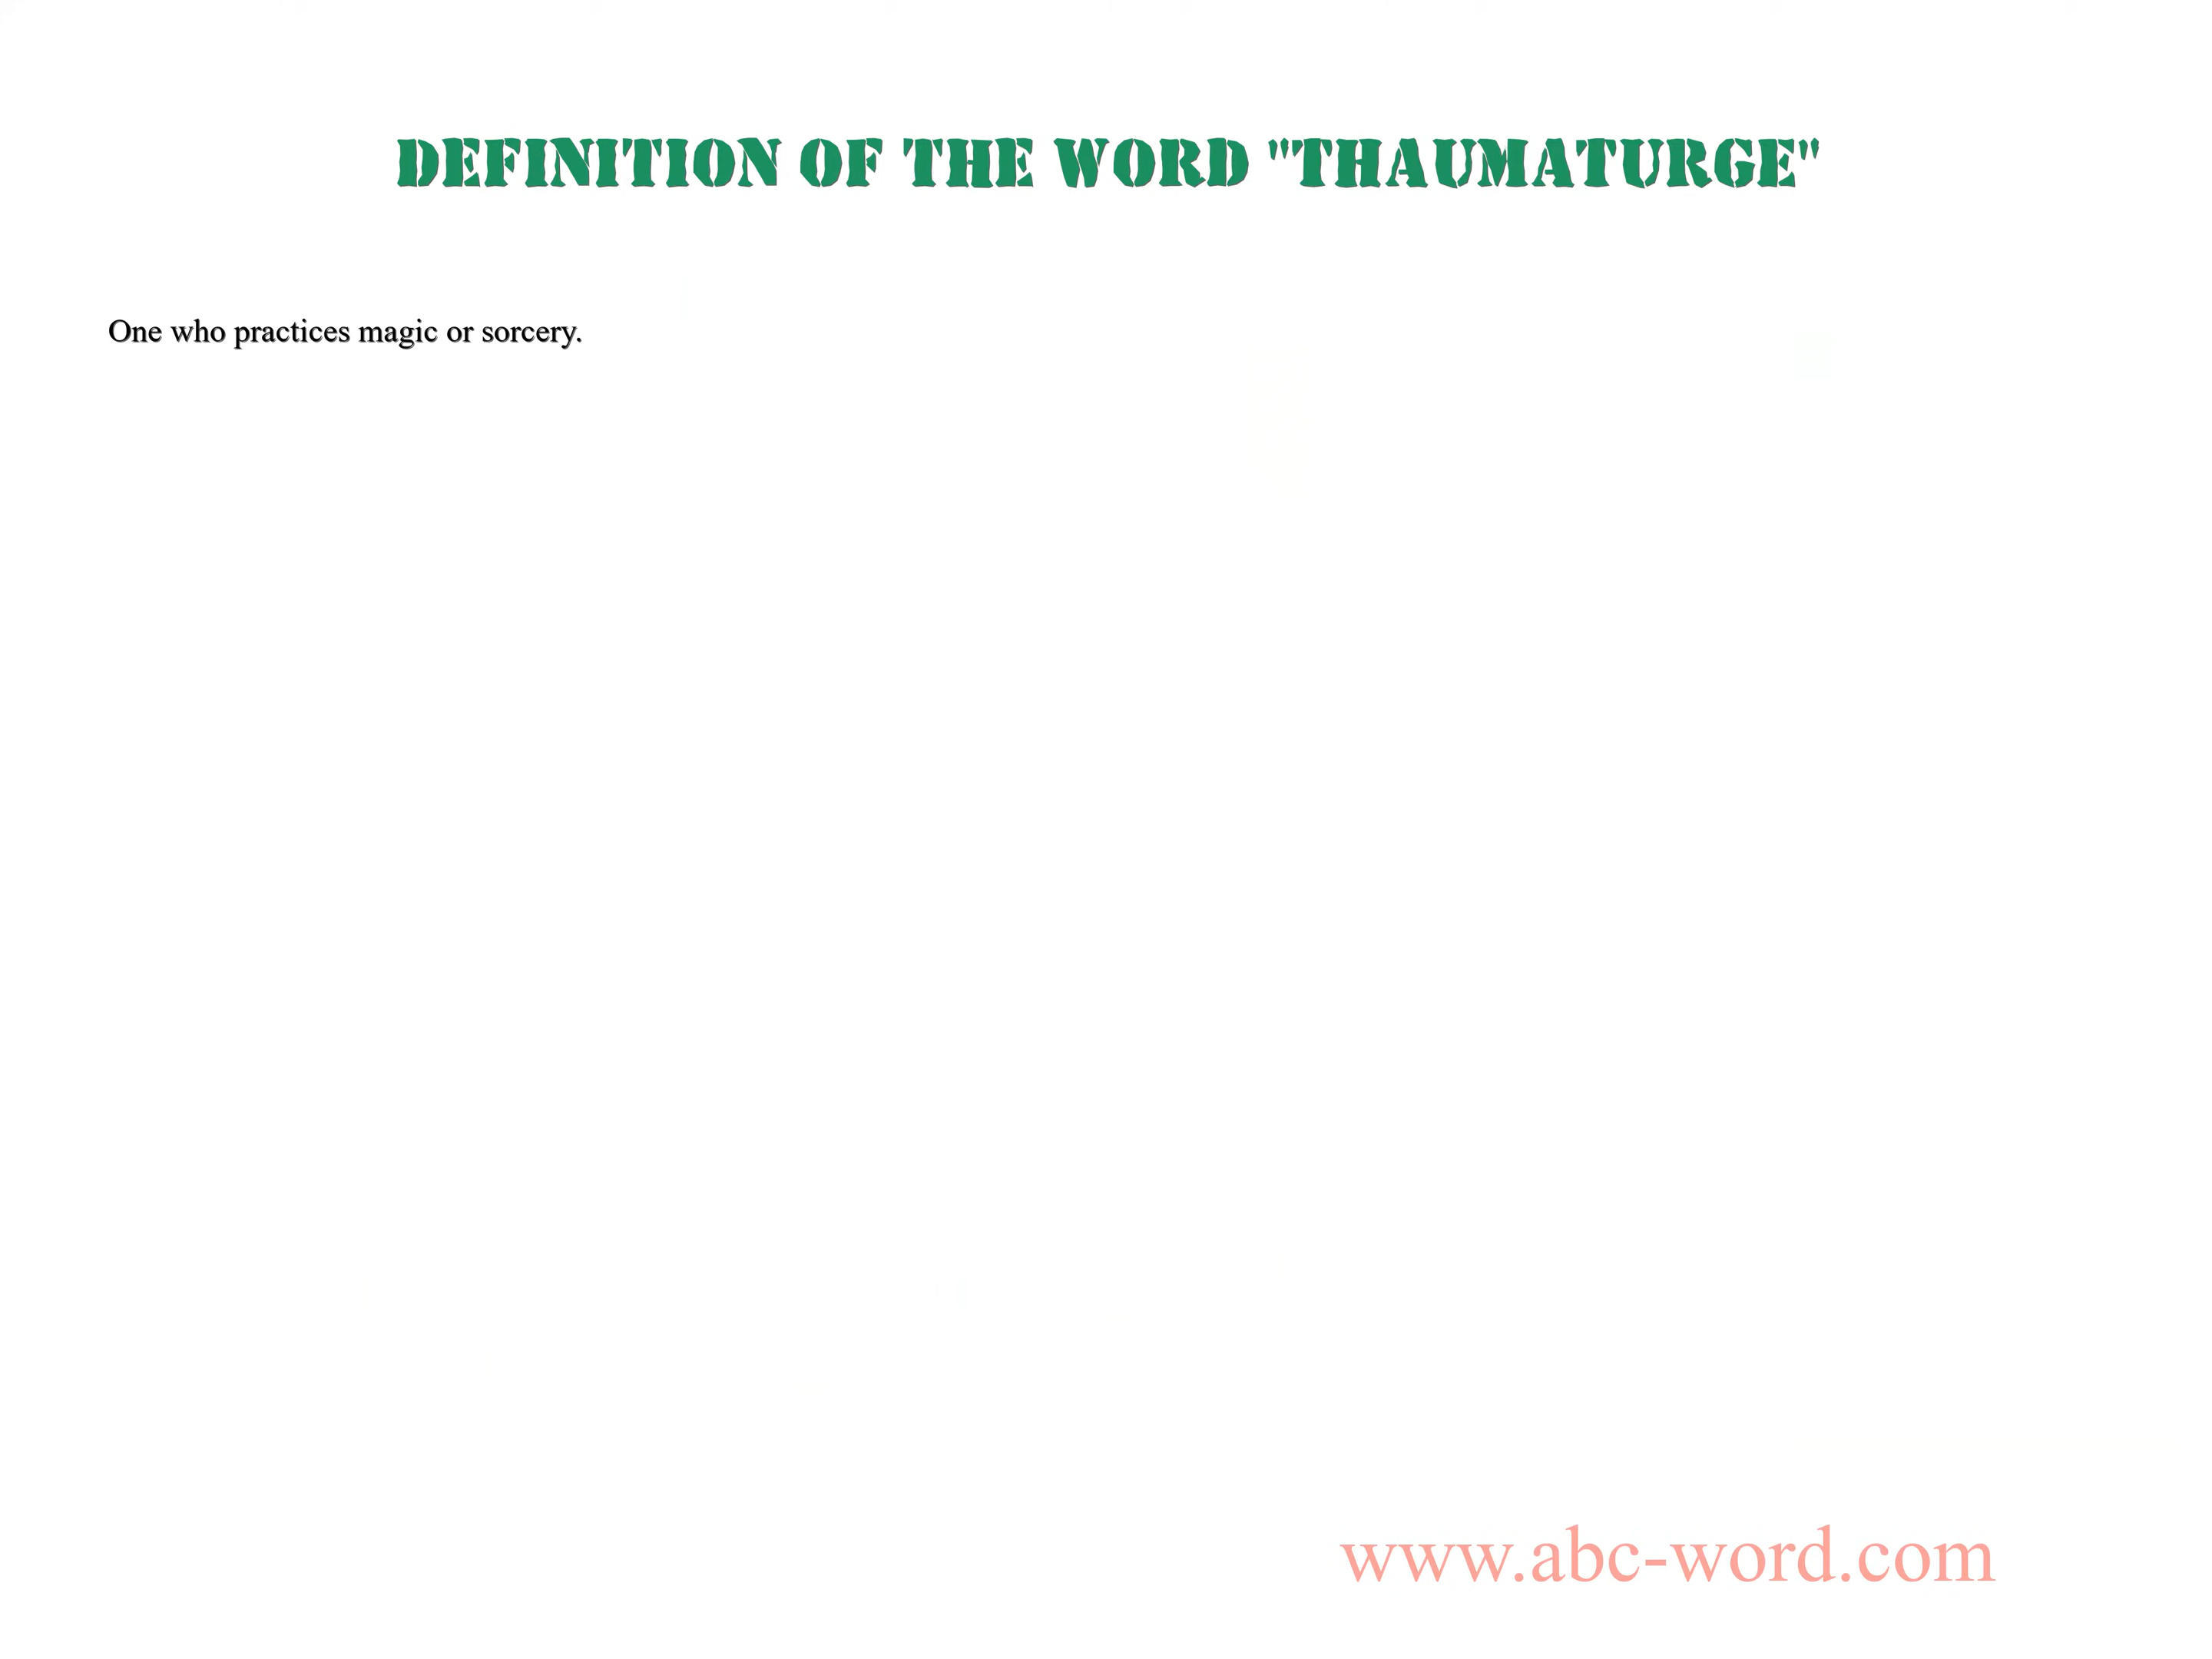 DEFINITION OF THE WORD "THAUMATURGE"
One who practices magic or sorcery.
www.abc-word.com